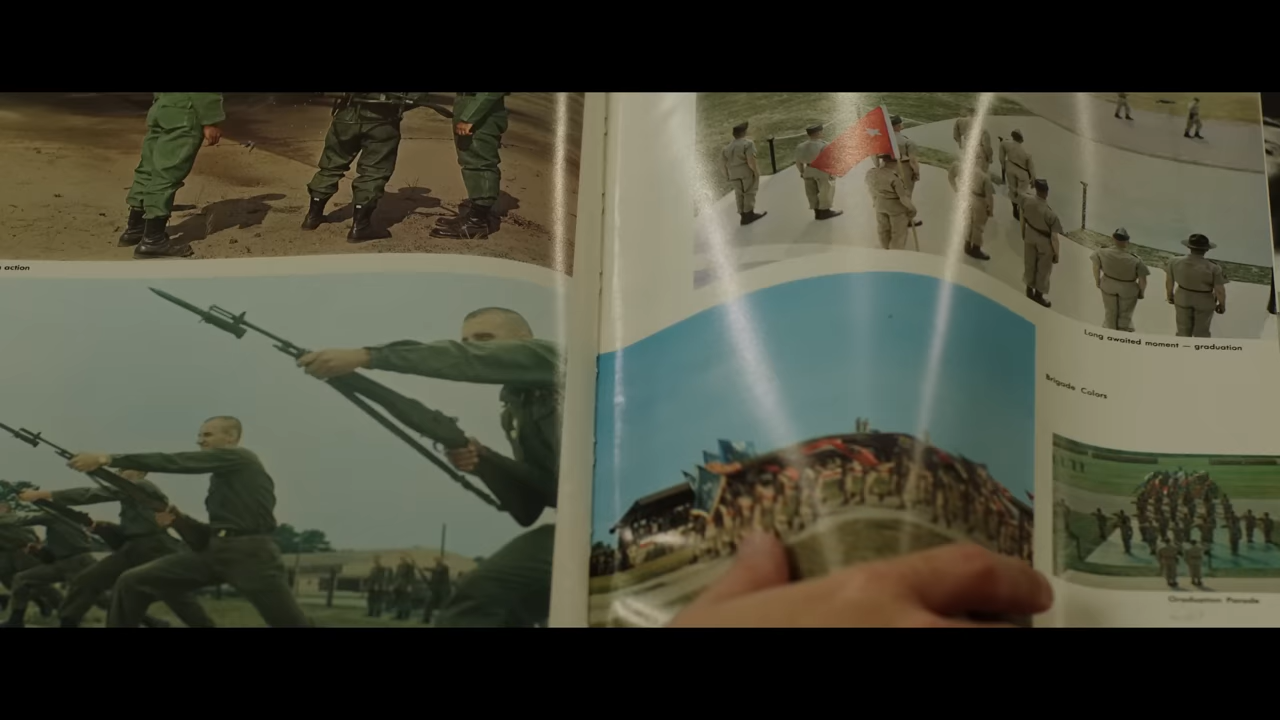 action
Long awaited moment — graduation
Brigade Colors
Graduation Parade